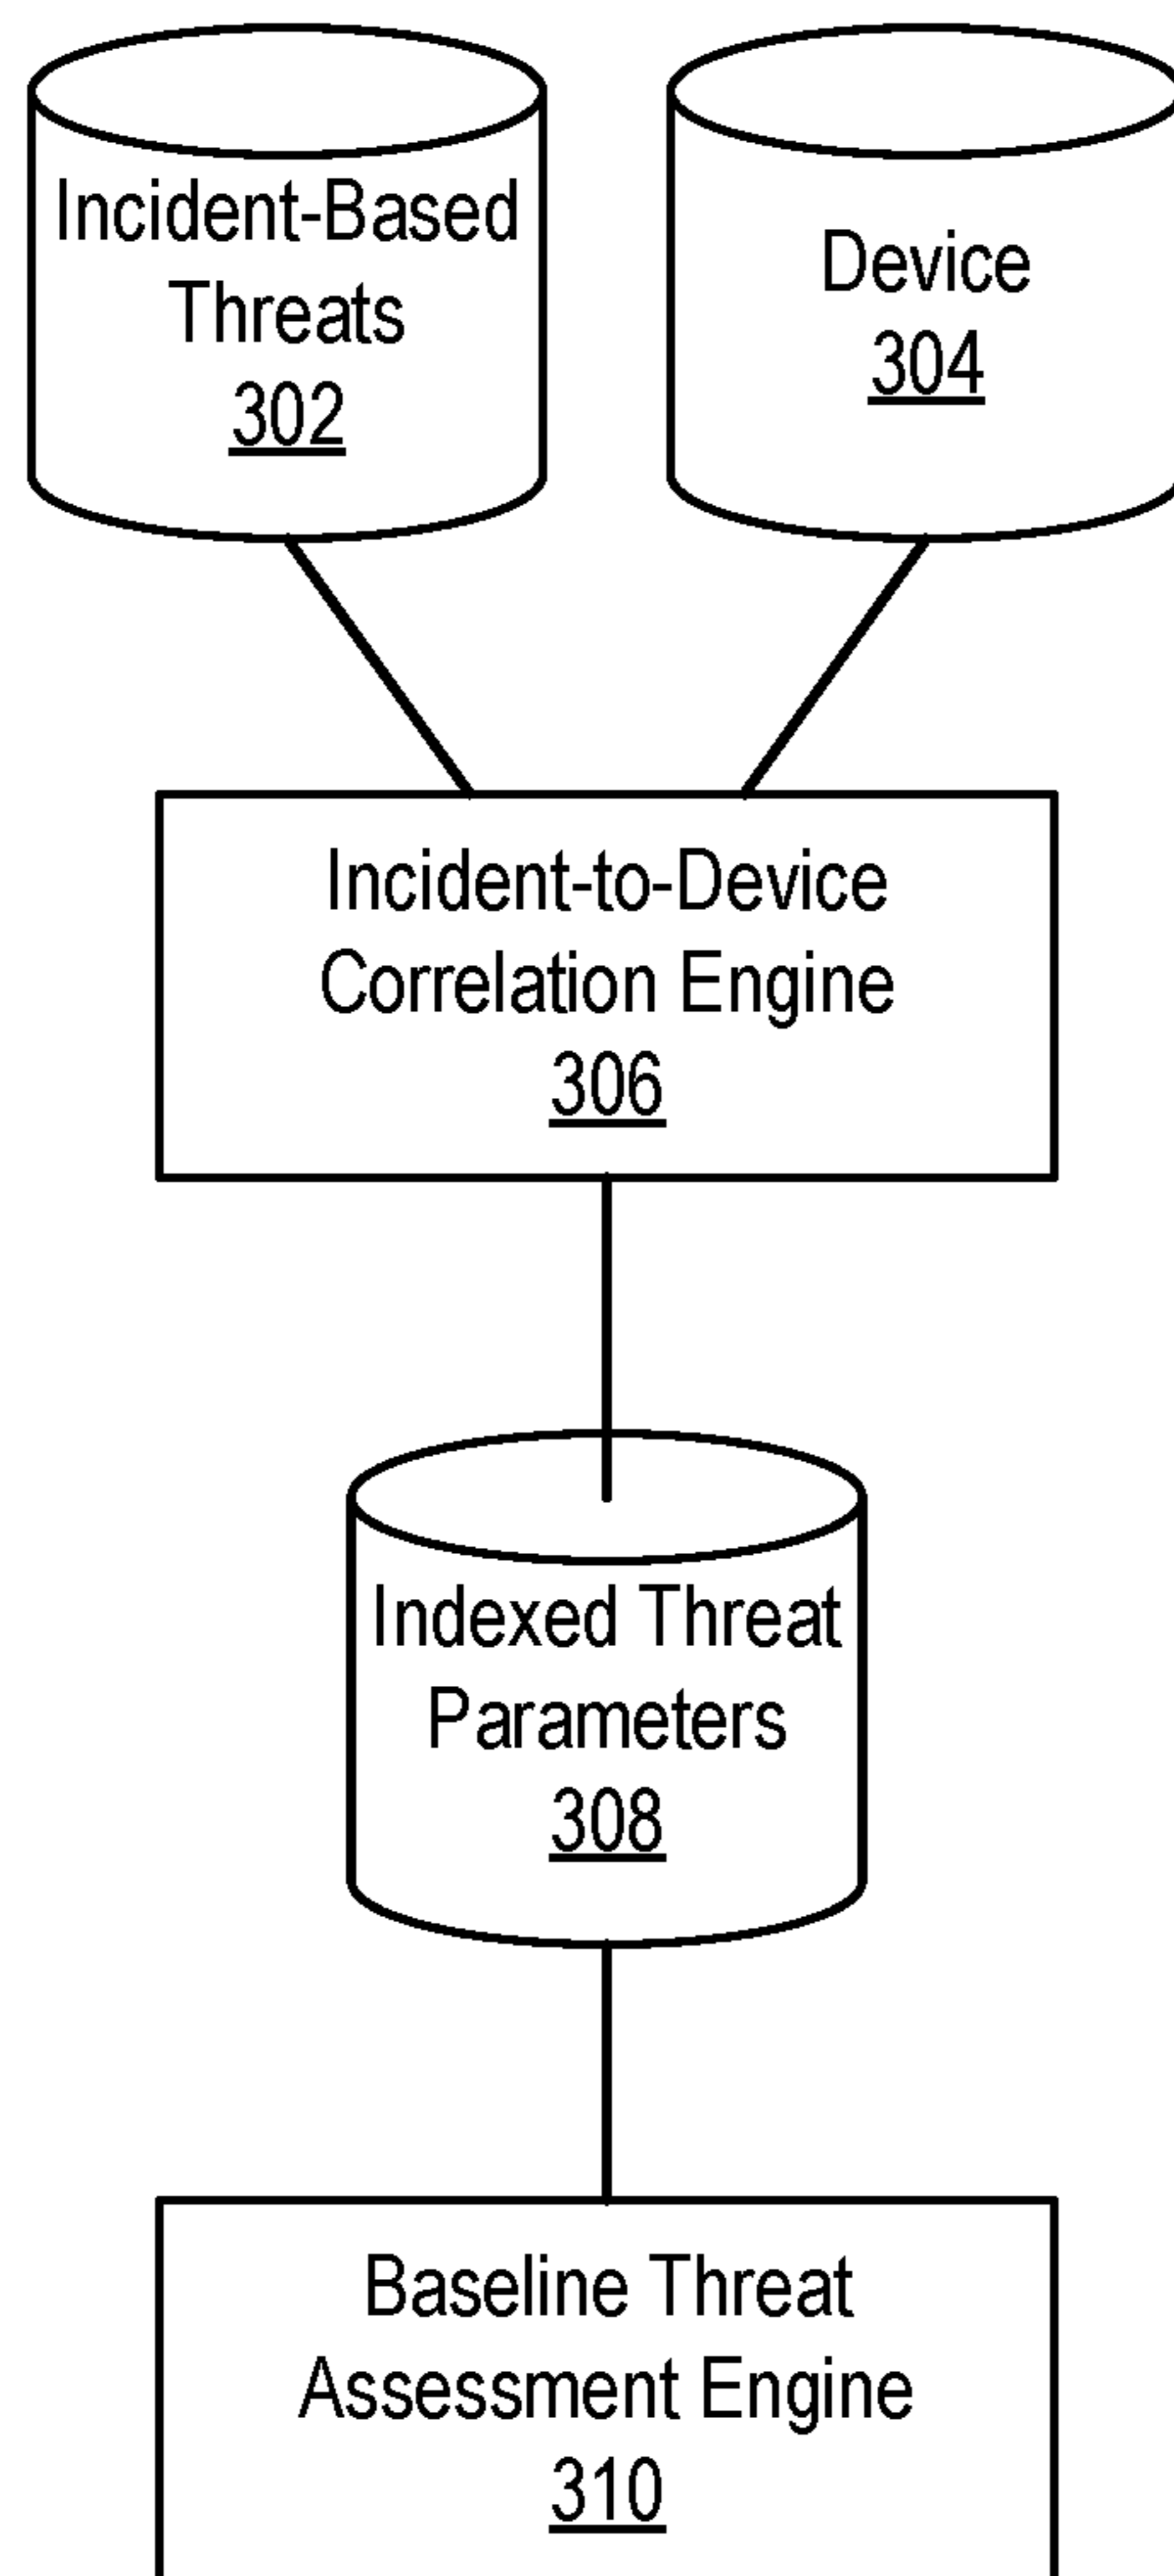 Incident-Based
Threats
302
Device
304
Incident-to-Device
Correlation Engine
306
Indexed Threat
Parameters
308
Baseline Threat
Assessment Engine
310